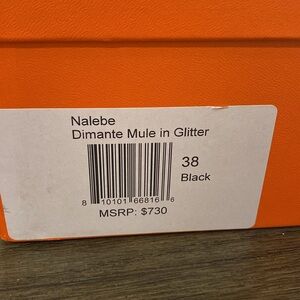 Nalebe
Dimante Mule in Glitter
38
Black
8 10101 66816 6
MSRP: $730